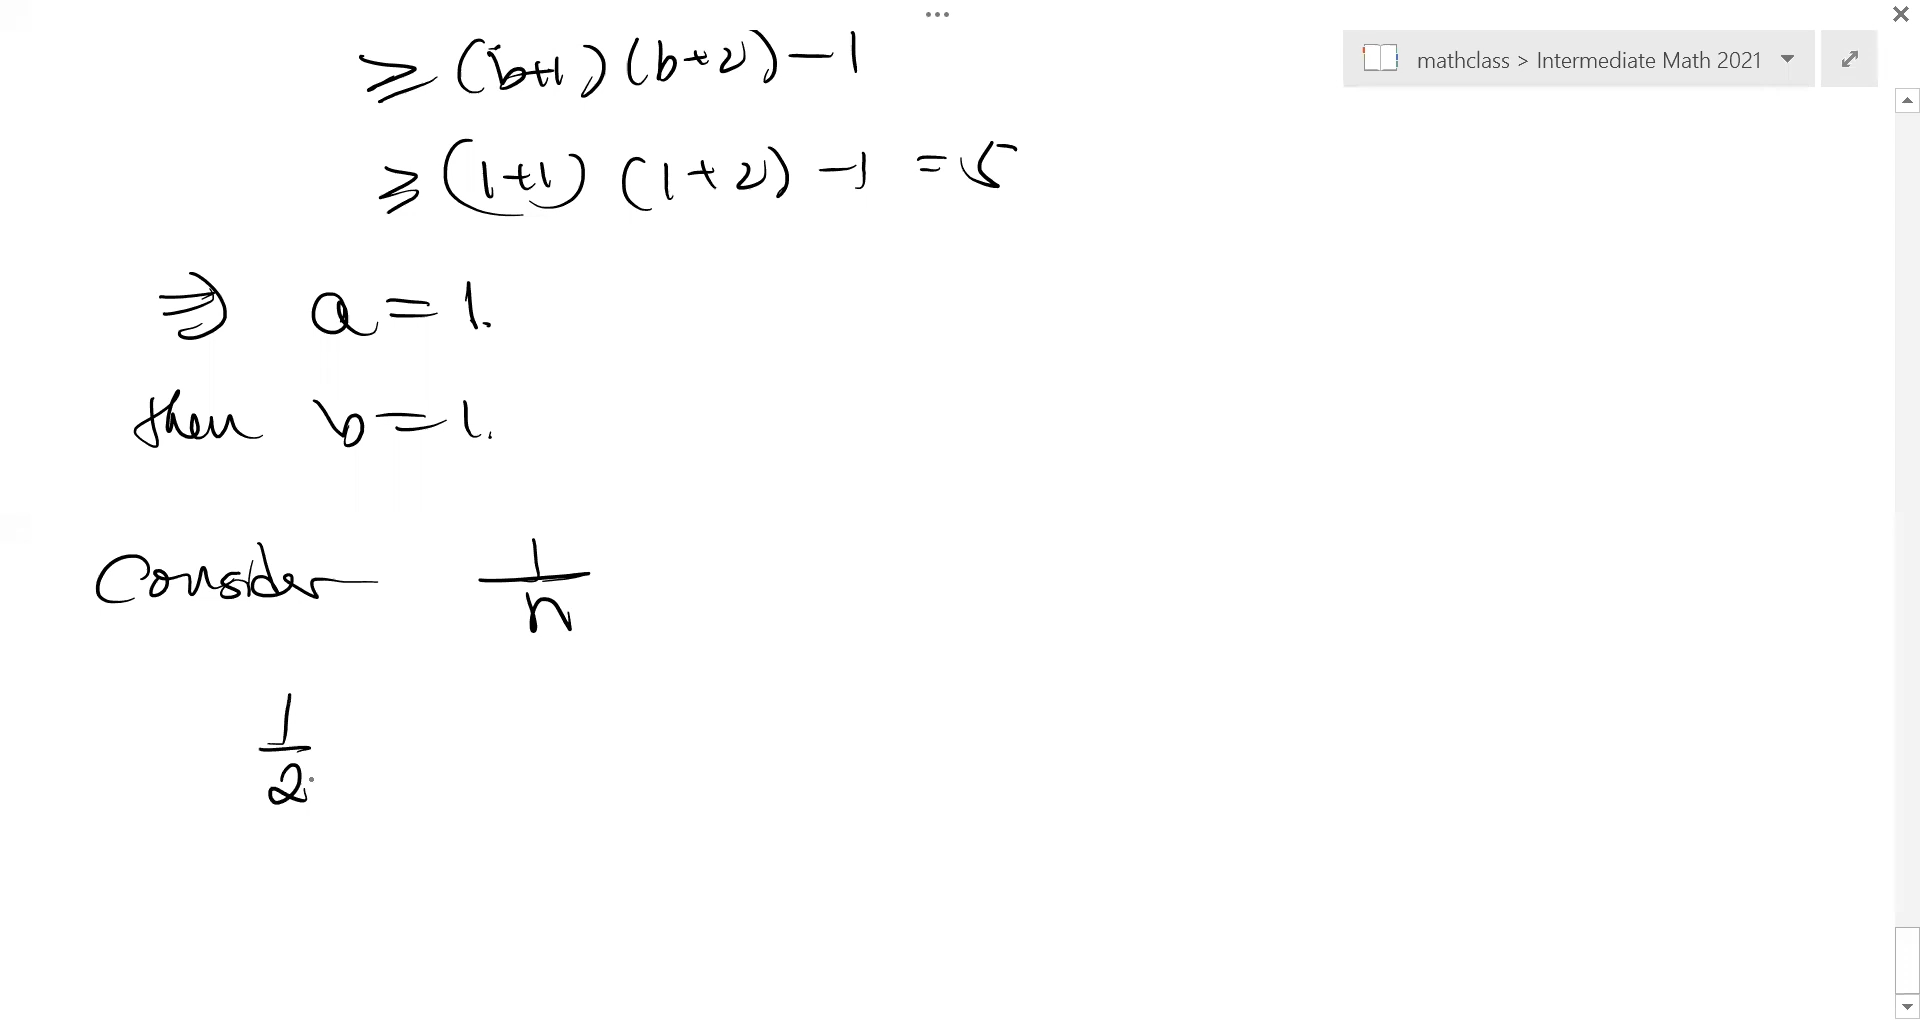 ...
≥ (b+1) (b+2) - 1
mathclass > Intermediate Math 2021
≥ (1+1) (1+2) - 1 = 5
⇒ a = 1.
then b = 1.
Consider 1/n
1/2